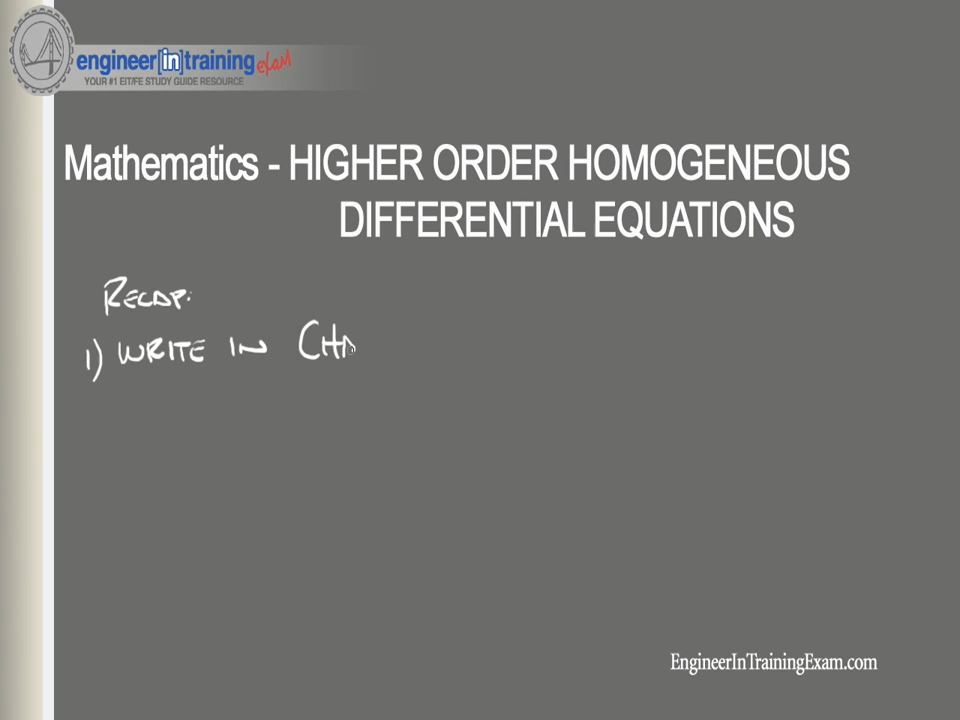 engineer[in]training exam
YOUR #1 EIT/FE STUDY GUIDE RESOURCE
Mathematics - HIGHER ORDER HOMOGENEOUS
DIFFERENTIAL EQUATIONS
RECAP:
1) WRITE IN CHA
EngineerInTrainingExam.com